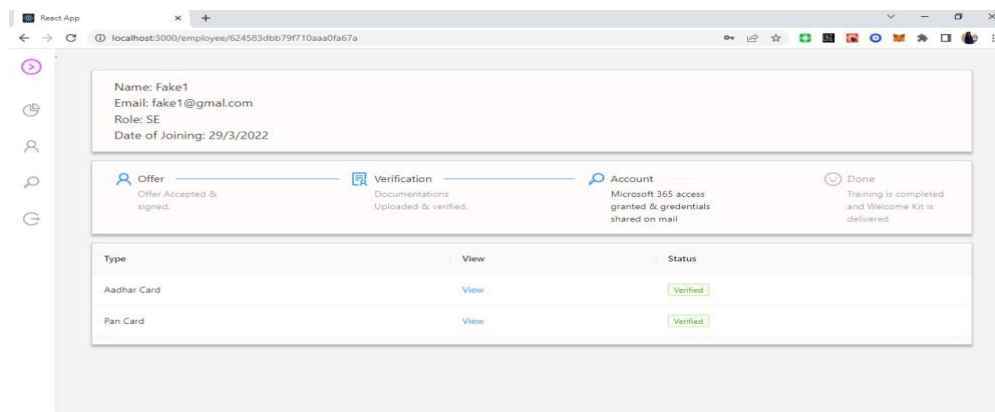 React App
localhost:3000/employee/624583dbb79f710aaa0fa67a
Name: Fake1
Email: fake1@gmal.com
Role: SE
Date of Joining: 29/3/2022
Offer
Offer Accepted &
signed.
Verification
Documentations
Uploaded & verified.
Account
Microsoft 365 access
granted & gredentials
shared on mail
Done
Training is completed
and Welcome Kit is
delivered
Type View Status
Aadhar Card View Verified
Pan Card View Verified